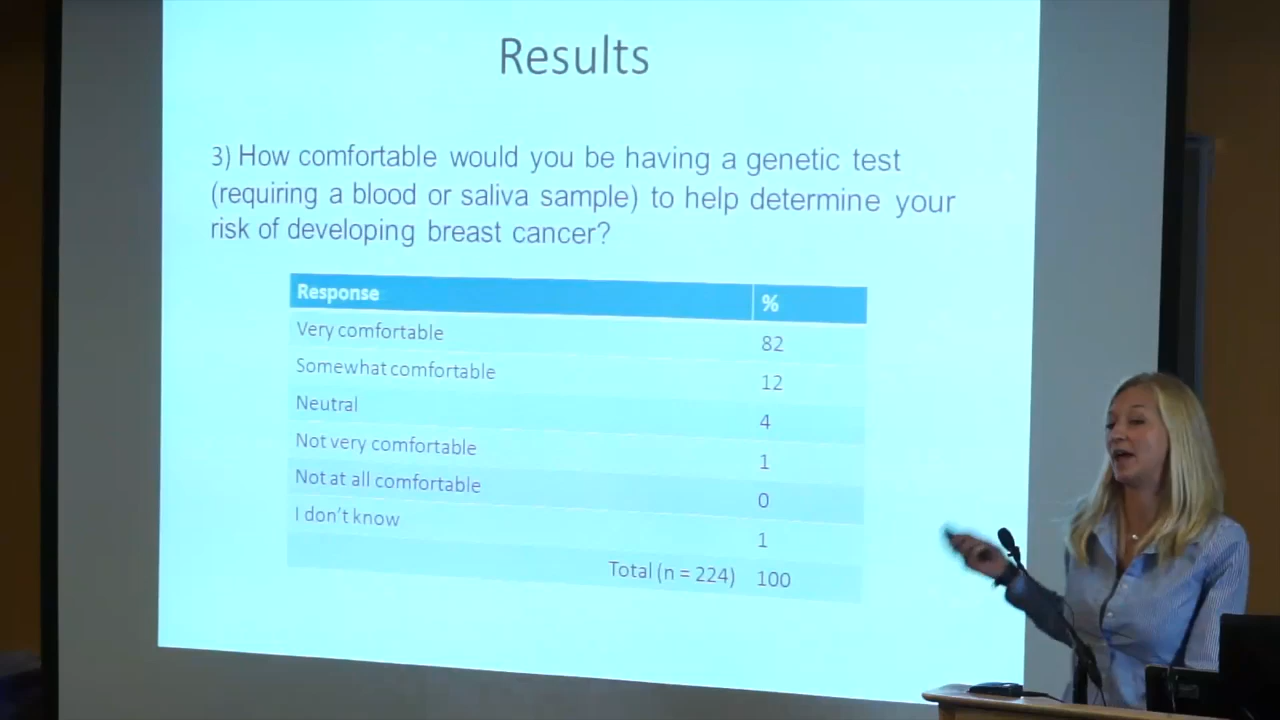 Results
3) How comfortable would you be having a genetic test
(requiring a blood or saliva sample) to help determine your
risk of developing breast cancer?
Response %
Very comfortable 82
Somewhat comfortable 12
Neutral 4
Not very comfortable 1
Not at all comfortable 0
I don't know 1
Total (n = 224) 100